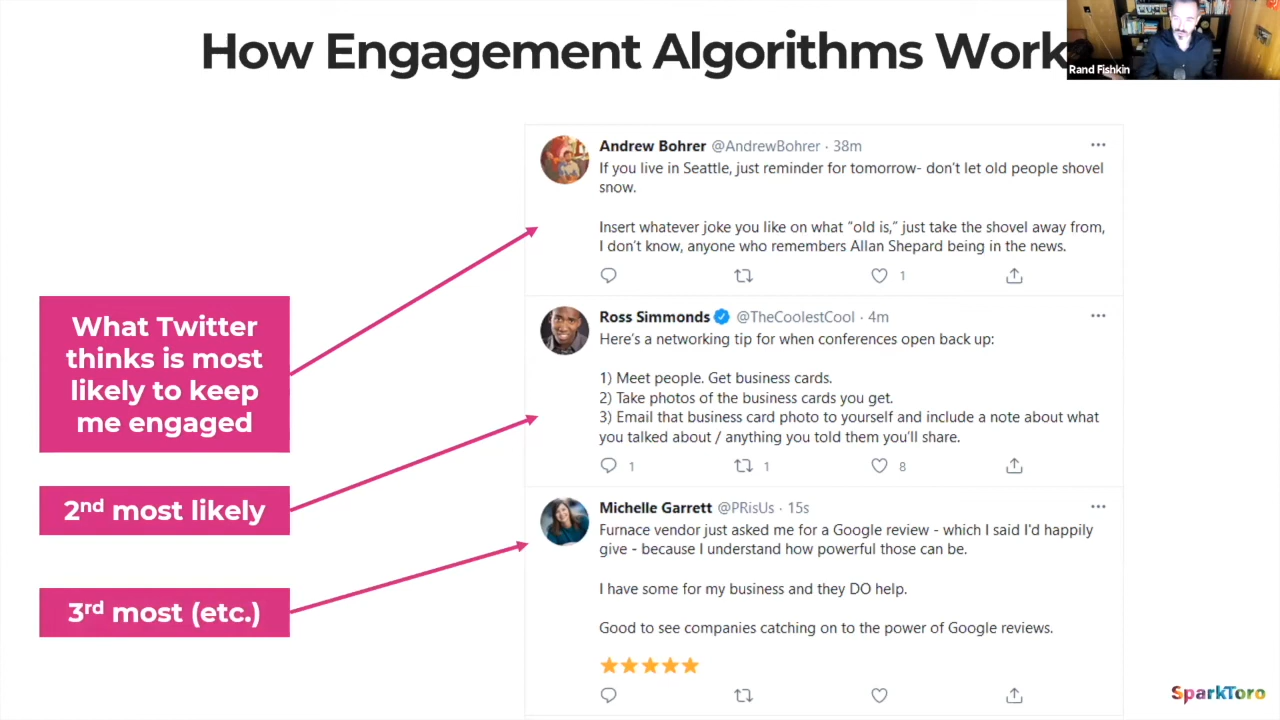 How Engagement Algorithms Work
Rand Fishkin
What Twitter
thinks is most
likely to keep
me engaged
2nd most likely
3rd most (etc.)
Andrew Bohrer @AndrewBohrer · 38m
If you live in Seattle, just reminder for tomorrow- don't let old people shovel
snow.
Insert whatever joke you like on what “old is,” just take the shovel away from,
I don't know, anyone who remembers Allan Shepard being in the news.
1
Ross Simmonds @TheCoolestCool · 4m
Here's a networking tip for when conferences open back up:
1) Meet people. Get business cards.
2) Take photos of the business cards you get.
3) Email that business card photo to yourself and include a note about what
you talked about / anything you told them you'll share.
1 1 8
Michelle Garrett @PRisUs · 15s
Furnace vendor just asked me for a Google review - which I said I'd happily
give - because I understand how powerful those can be.
I have some for my business and they DO help.
Good to see companies catching on to the power of Google reviews.
SparkToro